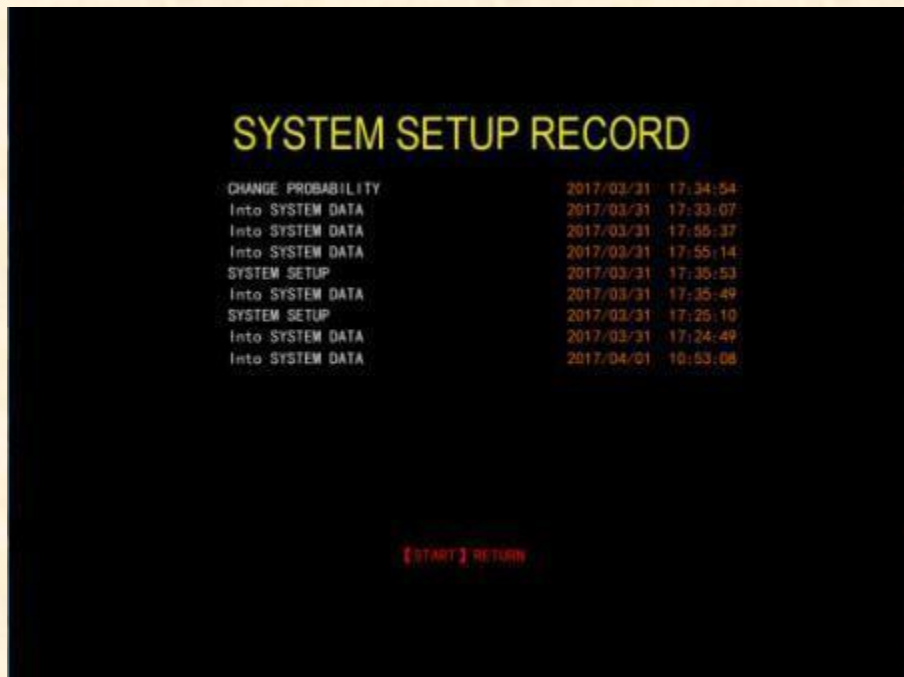 SYSTEM SETUP RECORD
CHANGE PROBABILITY 2017/03/31 17:34:54
Into SYSTEM DATA 2017/03/31 17:33:07
Into SYSTEM DATA 2017/03/31 17:55:37
Into SYSTEM DATA 2017/03/31 17:55:14
SYSTEM SETUP 2017/03/31 17:35:53
Into SYSTEM DATA 2017/03/31 17:35:49
SYSTEM SETUP 2017/03/31 17:25:10
Into SYSTEM DATA 2017/03/31 17:24:49
Into SYSTEM DATA 2017/04/01 10:53:08
【START】RETURN